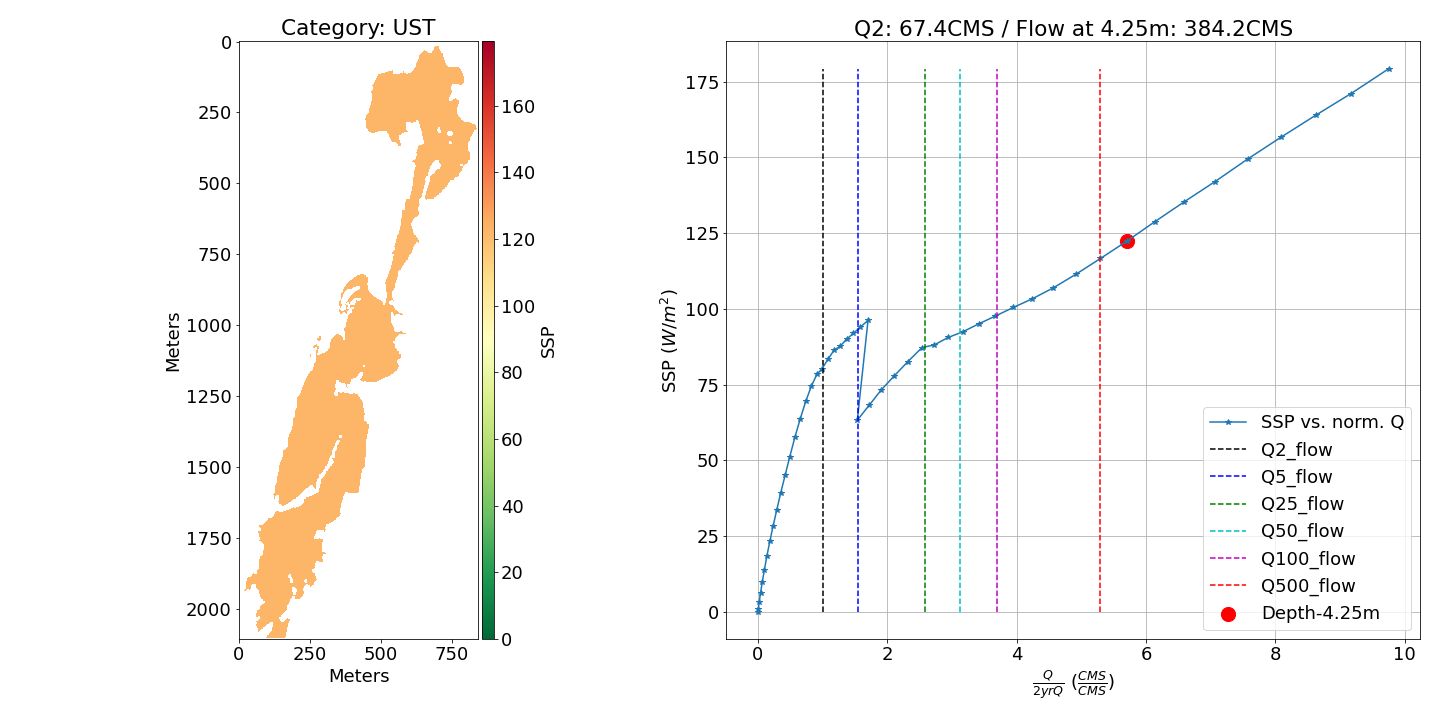 Category: UST
0
250
500
750
1000
1250
1500
1750
2000
Meters
0
250
500
750
Meters
160
140
120
100
80
60
40
20
0
SSP
Q2: 67.4CMS / Flow at 4.25m: 384.2CMS
175
150
125
100
75
50
25
0
SSP (W/m²)
0
2
4
6
8
10
Q/2yrQ (CMS/CMS)
SSP vs. norm. Q
Q2_flow
Q5_flow
Q25_flow
Q50_flow
Q100_flow
Q500_flow
Depth-4.25m